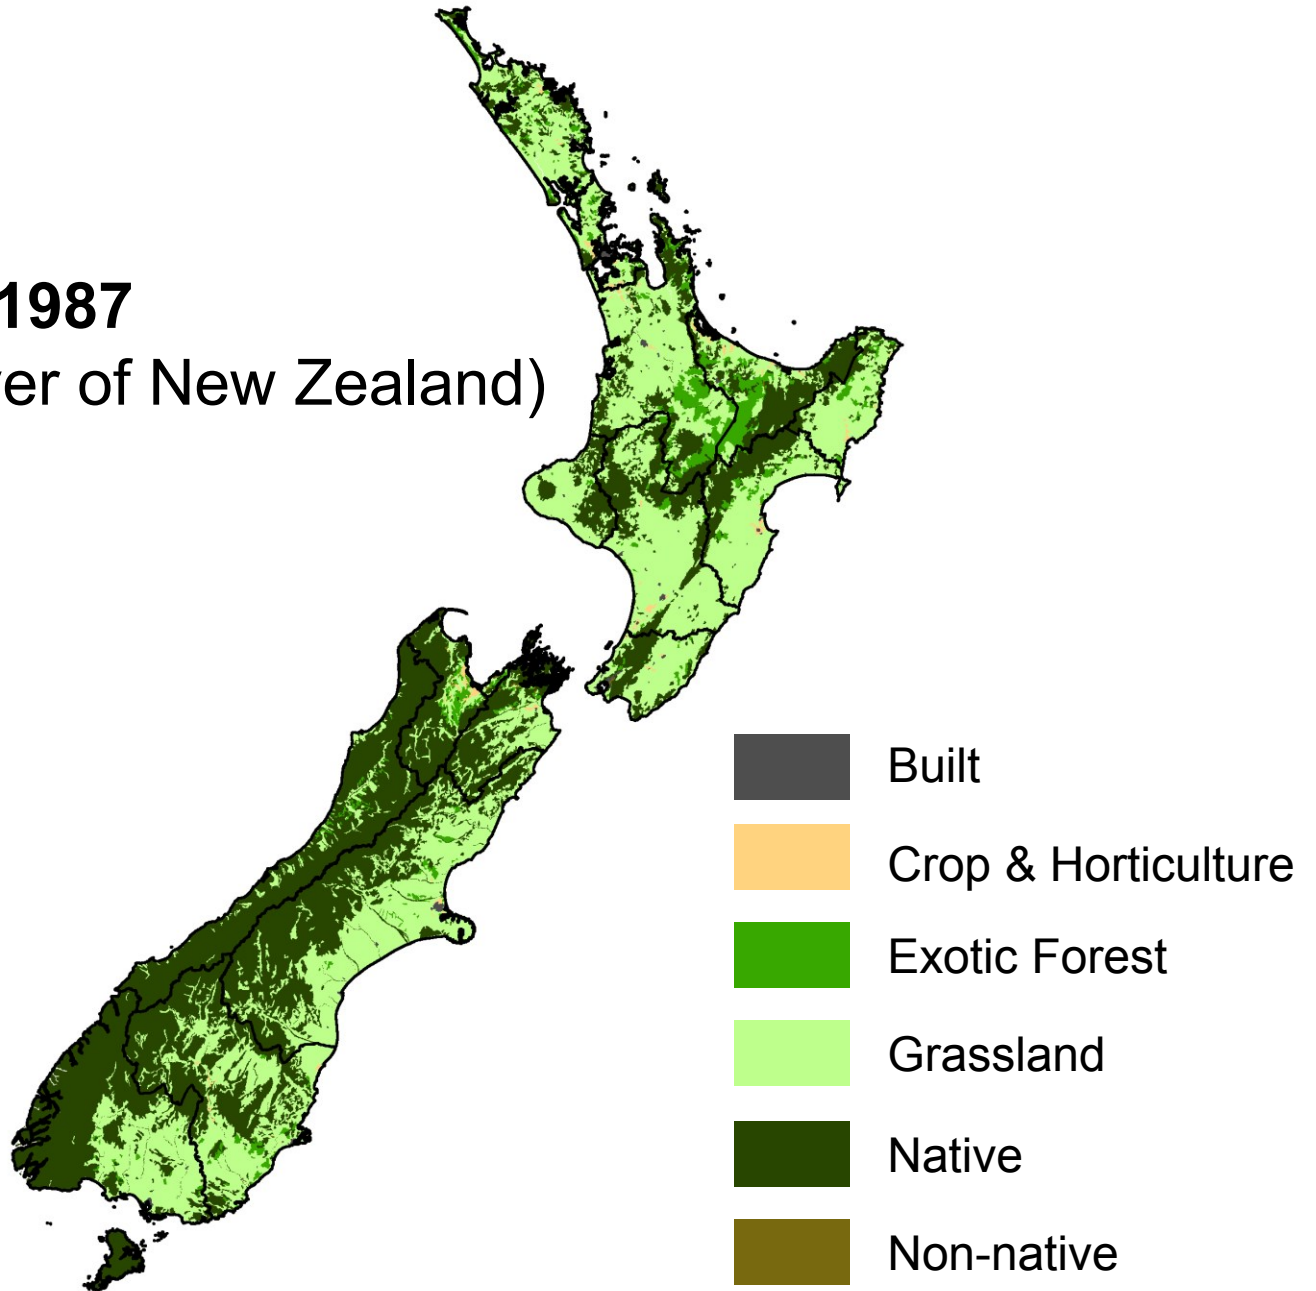 1987
er of New Zealand)
Built
Crop & Horticulture
Exotic Forest
Grassland
Native
Non-native